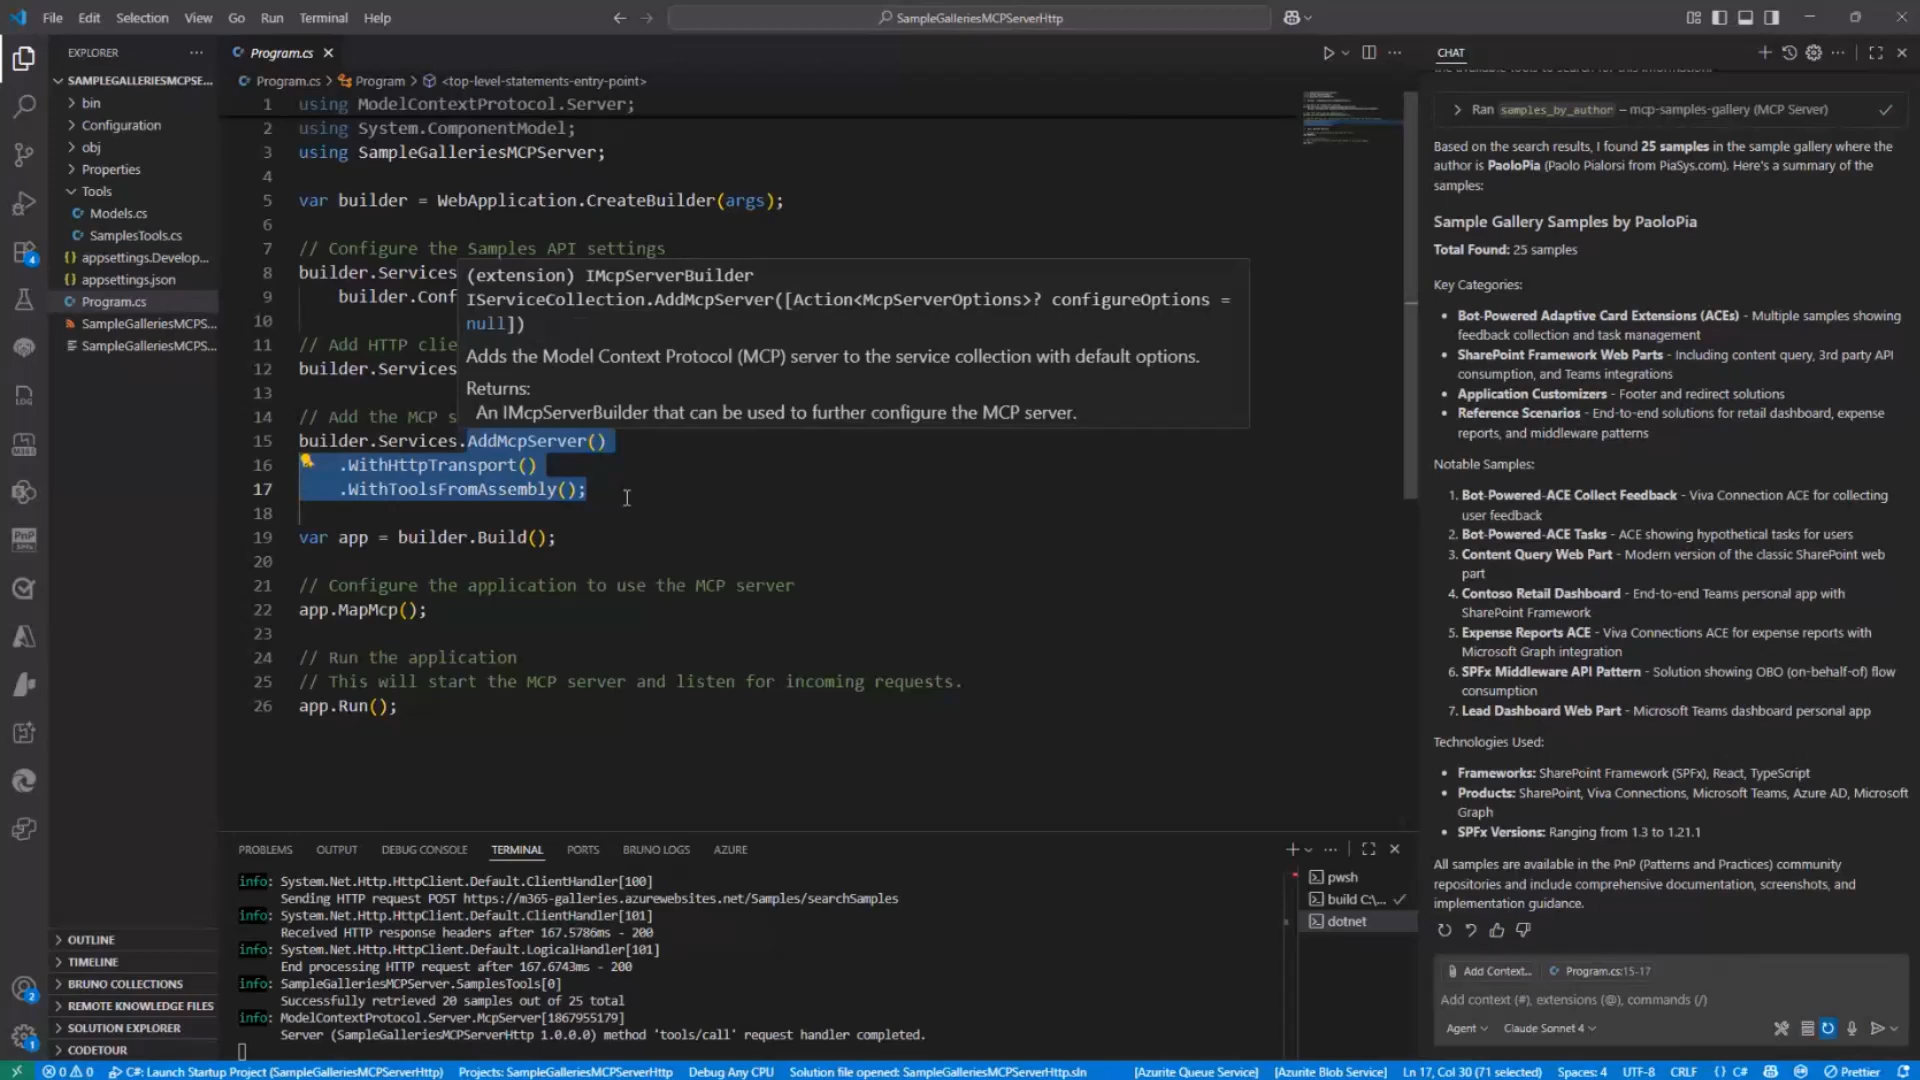 File Edit Selection View Go Run Terminal Help
SampleGalleriesMCPServerHttp
EXPLORER
SAMPLEGALLERIESMCPSE...
bin
Configuration
obj
Properties
Tools
Models.cs
SamplesTools.cs
appsettings.Develop...
appsettings.json
Program.cs
SampleGalleriesMCPS...
SampleGalleriesMCPS...
OUTLINE
TIMELINE
BRUNO COLLECTIONS
REMOTE KNOWLEDGE FILES
SOLUTION EXPLORER
CODETOUR
Program.cs
Program.cs > Program > <top-level-statements-entry-point>
1 using ModelContextProtocol.Server;
2 using System.ComponentModel;
3 using SampleGalleriesMCPServer;
4
5 var builder = WebApplication.CreateBuilder(args);
6
7 // Configure the Samples API settings
8 builder.Services
9 builder.Conf
10
11 // Add HTTP clie
12 builder.Services
13
14 // Add the MCP s
15 builder.Services.AddMcpServer()
16 .WithHttpTransport()
17 .WithToolsFromAssembly();
18
19 var app = builder.Build();
20
21 // Configure the application to use the MCP server
22 app.MapMcp();
23
24 // Run the application
25 // This will start the MCP server and listen for incoming requests.
26 app.Run();
(extension) IMcpServerBuilder
IServiceCollection.AddMcpServer([Action<McpServerOptions>? configureOptions =
null])
Adds the Model Context Protocol (MCP) server to the service collection with default options.
Returns:
An IMcpServerBuilder that can be used to further configure the MCP server.
PROBLEMS OUTPUT DEBUG CONSOLE TERMINAL PORTS BRUNO LOGS AZURE
info: System.Net.Http.HttpClient.Default.ClientHandler[100]
Sending HTTP request POST https://m365-galleries.azurewebsites.net/Samples/searchSamples
info: System.Net.Http.HttpClient.Default.ClientHandler[101]
Received HTTP response headers after 167.5786ms - 200
info: System.Net.Http.HttpClient.Default.LogicalHandler[101]
End processing HTTP request after 167.6743ms - 200
info: SampleGalleriesMCPServer.SamplesTools[0]
Successfully retrieved 20 samples out of 25 total
info: ModelContextProtocol.Server.McpServer[1867955179]
Server (SampleGalleriesMCPServerHttp 1.0.0.0) method 'tools/call' request handler completed.
pwsh
build C:\...
dotnet
CHAT
Ran samples_by_author – mcp-samples-gallery (MCP Server)
Based on the search results, I found 25 samples in the sample gallery where the
author is PaoloPia (Paolo Pialorsi from PiaSys.com). Here's a summary of the
samples:
Sample Gallery Samples by PaoloPia
Total Found: 25 samples
Key Categories:
• Bot-Powered Adaptive Card Extensions (ACEs) - Multiple samples showing
feedback collection and task management
• SharePoint Framework Web Parts - Including content query, 3rd party API
consumption, and Teams integrations
• Application Customizers - Footer and redirect solutions
• Reference Scenarios - End-to-end solutions for retail dashboard, expense
reports, and middleware patterns
Notable Samples:
1. Bot-Powered-ACE Collect Feedback - Viva Connection ACE for collecting
user feedback
2. Bot-Powered-ACE Tasks - ACE showing hypothetical tasks for users
3. Content Query Web Part - Modern version of the classic SharePoint web
part
4. Contoso Retail Dashboard - End-to-end Teams personal app with
SharePoint Framework
5. Expense Reports ACE - Viva Connections ACE for expense reports with
Microsoft Graph integration
6. SPFx Middleware API Pattern - Solution showing OBO (on-behalf-of) flow
consumption
7. Lead Dashboard Web Part - Microsoft Teams dashboard personal app
Technologies Used:
• Frameworks: SharePoint Framework (SPFx), React, TypeScript
• Products: SharePoint, Viva Connections, Microsoft Teams, Azure AD, Microsoft
Graph
• SPFx Versions: Ranging from 1.3 to 1.21.1
All samples are available in the PnP (Patterns and Practices) community
repositories and include comprehensive documentation, screenshots, and
implementation guidance.
Add Context... Program.cs:15-17
Add context (#), extensions (@), commands (/)
Agent Claude Sonnet 4
0 0 C#: Launch Startup Project (SampleGalleriesMCPServerHttp) Projects: SampleGalleriesMCPServerHttp Debug Any CPU Solution file opened: SampleGalleriesMCPServerHttp.sln [Azurite Queue Service] [Azurite Blob Service] Ln 17, Col 30 (71 selected) Spaces: 4 UTF-8 CRLF {} C# Prettier